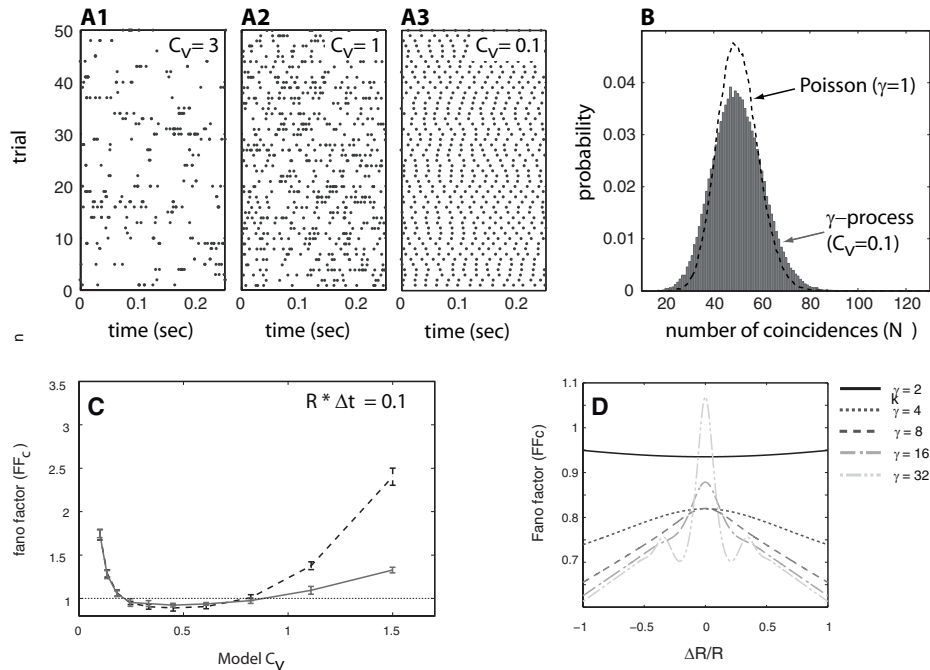 A1 A2 A3 B
C_V = 3
C_V = 1
C_V = 0.1
trial
50
40
30
20
10
0
0 0.1 0.2
0 0.1 0.2
0 0.1 0.2
time (sec)
time (sec)
time (sec)
n
probability
0.04
0.03
0.02
0.01
0
Poisson (γ=1)
γ-process
(C_V=0.1)
20 40 60 80 100 120
number of coincidences (N )
C
R * Δt = 0.1
fano factor (FF_c)
3.5
3
2.5
2
1.5
1
0 0.5 1 1.5
Model C_V
D
Fano factor (FFc)
1.1
1
0.9
0.8
0.7
−1 −0.5 0 0.5 1
ΔR/R
γ = 2
k
γ = 4
γ = 8
γ = 16
γ = 32